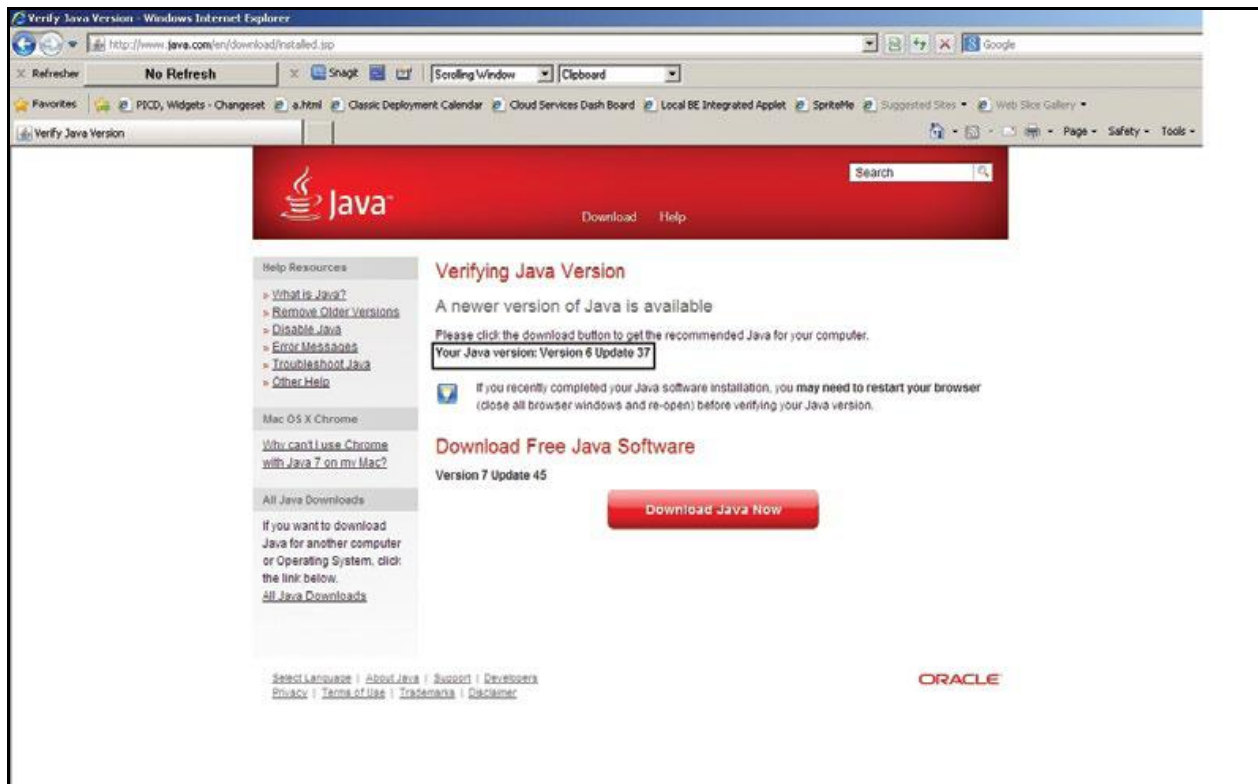 Verify Java Version - Windows Internet Explorer
http://www.java.com/en/download/installed.jsp
Google
Refresher
No Refresh
SnagIt
Scrolling Window
Clipboard
Favorites
PICD, Widgets - Changeset
a.html
Classic Deployment Calendar
Cloud Services Dash Board
Local BE Integrated Applet
SpriteMe
Suggested Sites
Web Slice Gallery
Verify Java Version
Page
Safety
Tools
Java
Search
Download
Help
Help Resources
» What is Java?
» Remove Older Versions
» Disable Java
» Error Messages
» Troubleshoot Java
» Other Help
Mac OS X Chrome
Why can't I use Chrome
with Java 7 on my Mac?
All Java Downloads
If you want to download
Java for another computer
or Operating System, click
the link below.
All Java Downloads
Verifying Java Version
A newer version of Java is available
Please click the download button to get the recommended Java for your computer.
Your Java version: Version 6 Update 37
If you recently completed your Java software installation, you may need to restart your browser
(close all browser windows and re-open) before verifying your Java version.
Download Free Java Software
Version 7 Update 45
Download Java Now
Select Language | About Java | Support | Developers
Privacy | Terms of Use | Trademarks | Disclaimer
ORACLE